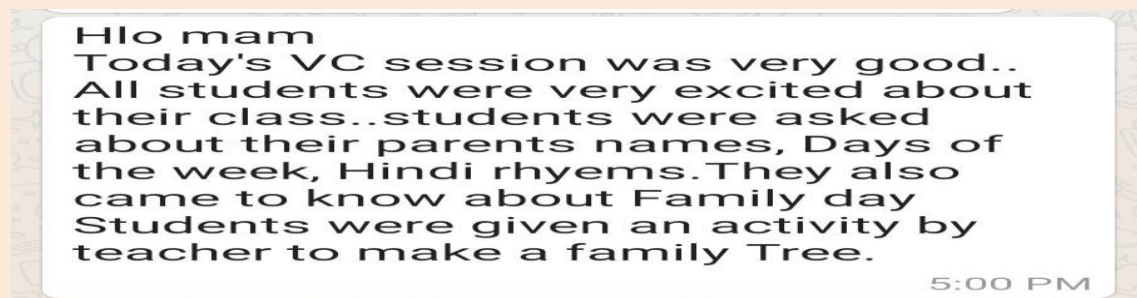 Hlo mam
Today's VC session was very good..
All students were very excited about
their class..students were asked
about their parents names, Days of
the week, Hindi rhyems.They also
came to know about Family day
Students were given an activity by
teacher to make a family Tree.
5:00 PM